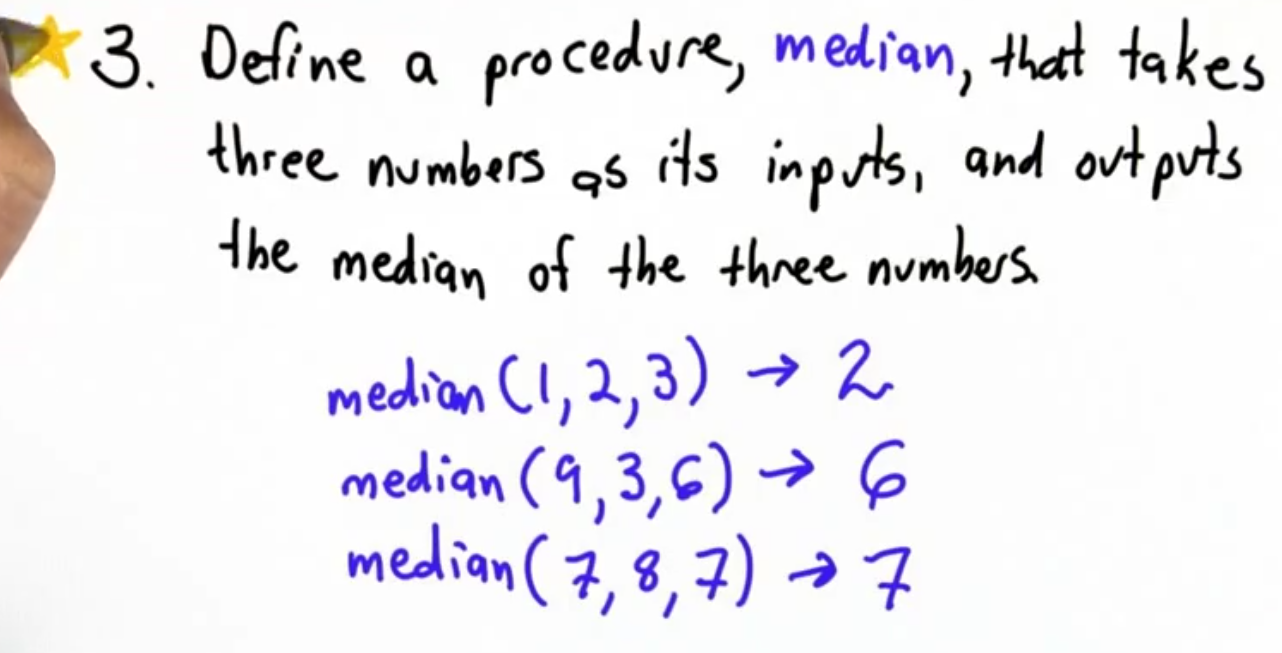 3. Define a procedure, median, that takes
three numbers as its inputs, and outputs
the median of the three numbers.
median (1,2,3) → 2
median (9,3,6) → 6
median (7,8,7) → 7